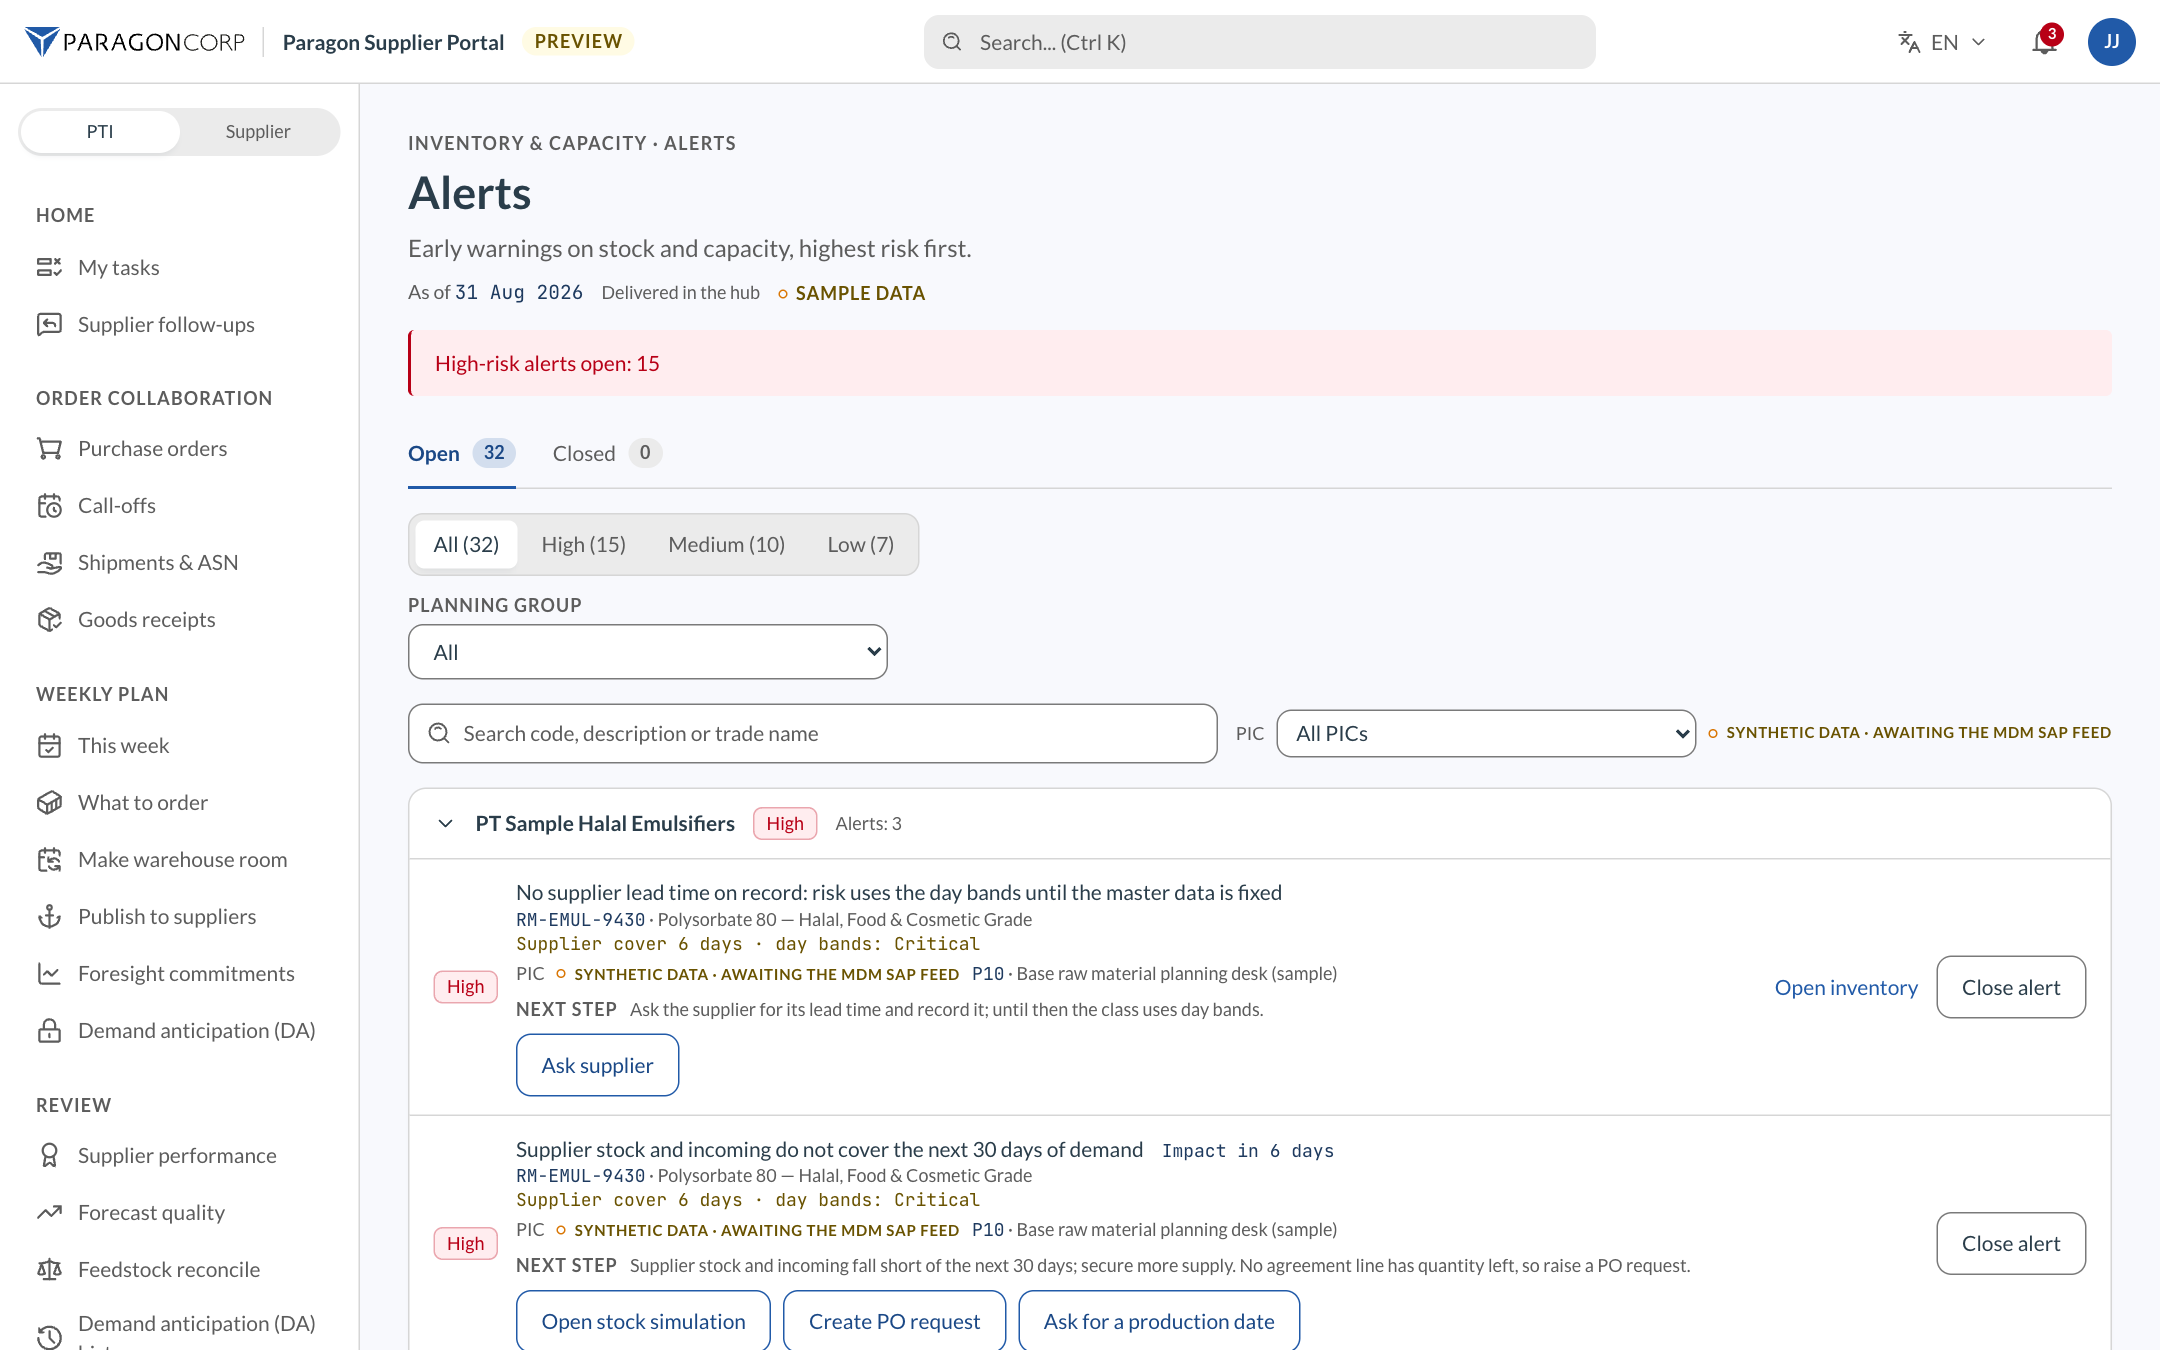 PARAGONCORP
Paragon Supplier Portal
PREVIEW
Search... (Ctrl K)
EN
3
JJ
PTI
Supplier
HOME
My tasks
Supplier follow-ups
ORDER COLLABORATION
Purchase orders
Call-offs
Shipments & ASN
Goods receipts
WEEKLY PLAN
This week
What to order
Make warehouse room
Publish to suppliers
Foresight commitments
Demand anticipation (DA)
REVIEW
Supplier performance
Forecast quality
Feedstock reconcile
Demand anticipation (DA)
INVENTORY & CAPACITY · ALERTS
Alerts
Early warnings on stock and capacity, highest risk first.
As of 31 Aug 2026 Delivered in the hub SAMPLE DATA
High-risk alerts open: 15
Open 32 Closed 0
All (32) High (15) Medium (10) Low (7)
PLANNING GROUP
All
Search code, description or trade name
PIC All PICs SYNTHETIC DATA · AWAITING THE MDM SAP FEED
PT Sample Halal Emulsifiers High Alerts: 3
No supplier lead time on record: risk uses the day bands until the master data is fixed
RM-EMUL-9430 · Polysorbate 80 — Halal, Food & Cosmetic Grade
Supplier cover 6 days · day bands: Critical
PIC SYNTHETIC DATA · AWAITING THE MDM SAP FEED P10 · Base raw material planning desk (sample)
High
Open inventory
Close alert
NEXT STEP Ask the supplier for its lead time and record it; until then the class uses day bands.
Ask supplier
Supplier stock and incoming do not cover the next 30 days of demand Impact in 6 days
RM-EMUL-9430 · Polysorbate 80 — Halal, Food & Cosmetic Grade
Supplier cover 6 days · day bands: Critical
PIC SYNTHETIC DATA · AWAITING THE MDM SAP FEED P10 · Base raw material planning desk (sample)
High
Close alert
NEXT STEP Supplier stock and incoming fall short of the next 30 days; secure more supply. No agreement line has quantity left, so raise a PO request.
Open stock simulation
Create PO request
Ask for a production date